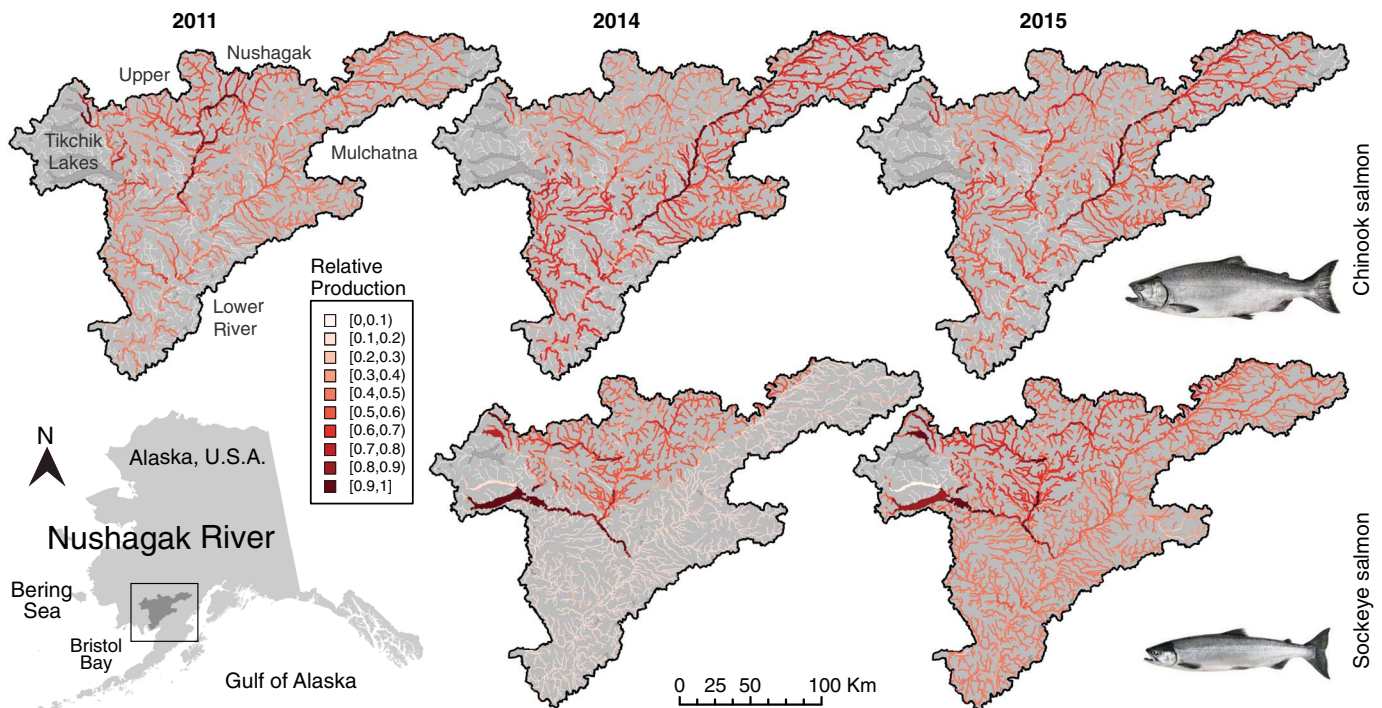 2011
2014
2015
Nushagak
Upper
Tikchik
Lakes
Mulchatna
Lower
River
Chinook salmon
Relative
Production
[0,0.1)
[0.1,0.2)
[0.2,0.3)
[0.3,0.4)
[0.4,0.5)
[0.5,0.6)
[0.6,0.7)
[0.7,0.8)
[0.8,0.9)
[0.9,1]
N
Alaska, U.S.A.
Nushagak River
Bering
Sea
Bristol
Bay
Gulf of Alaska
0 25 50 100 Km
Sockeye salmon